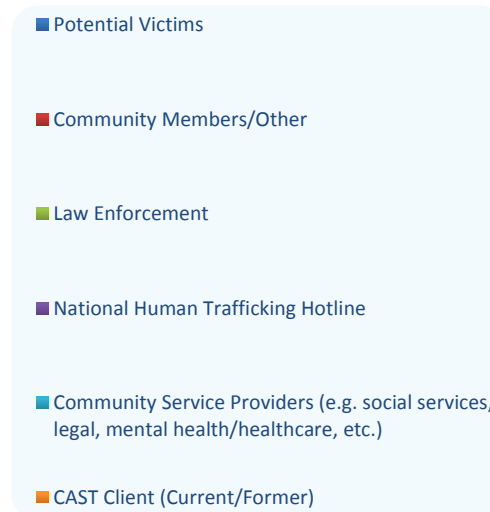 Potential Victims
Community Members/Other
Law Enforcement
National Human Trafficking Hotline
Community Service Providers (e.g. social services,
legal, mental health/healthcare, etc.)
CAST Client (Current/Former)